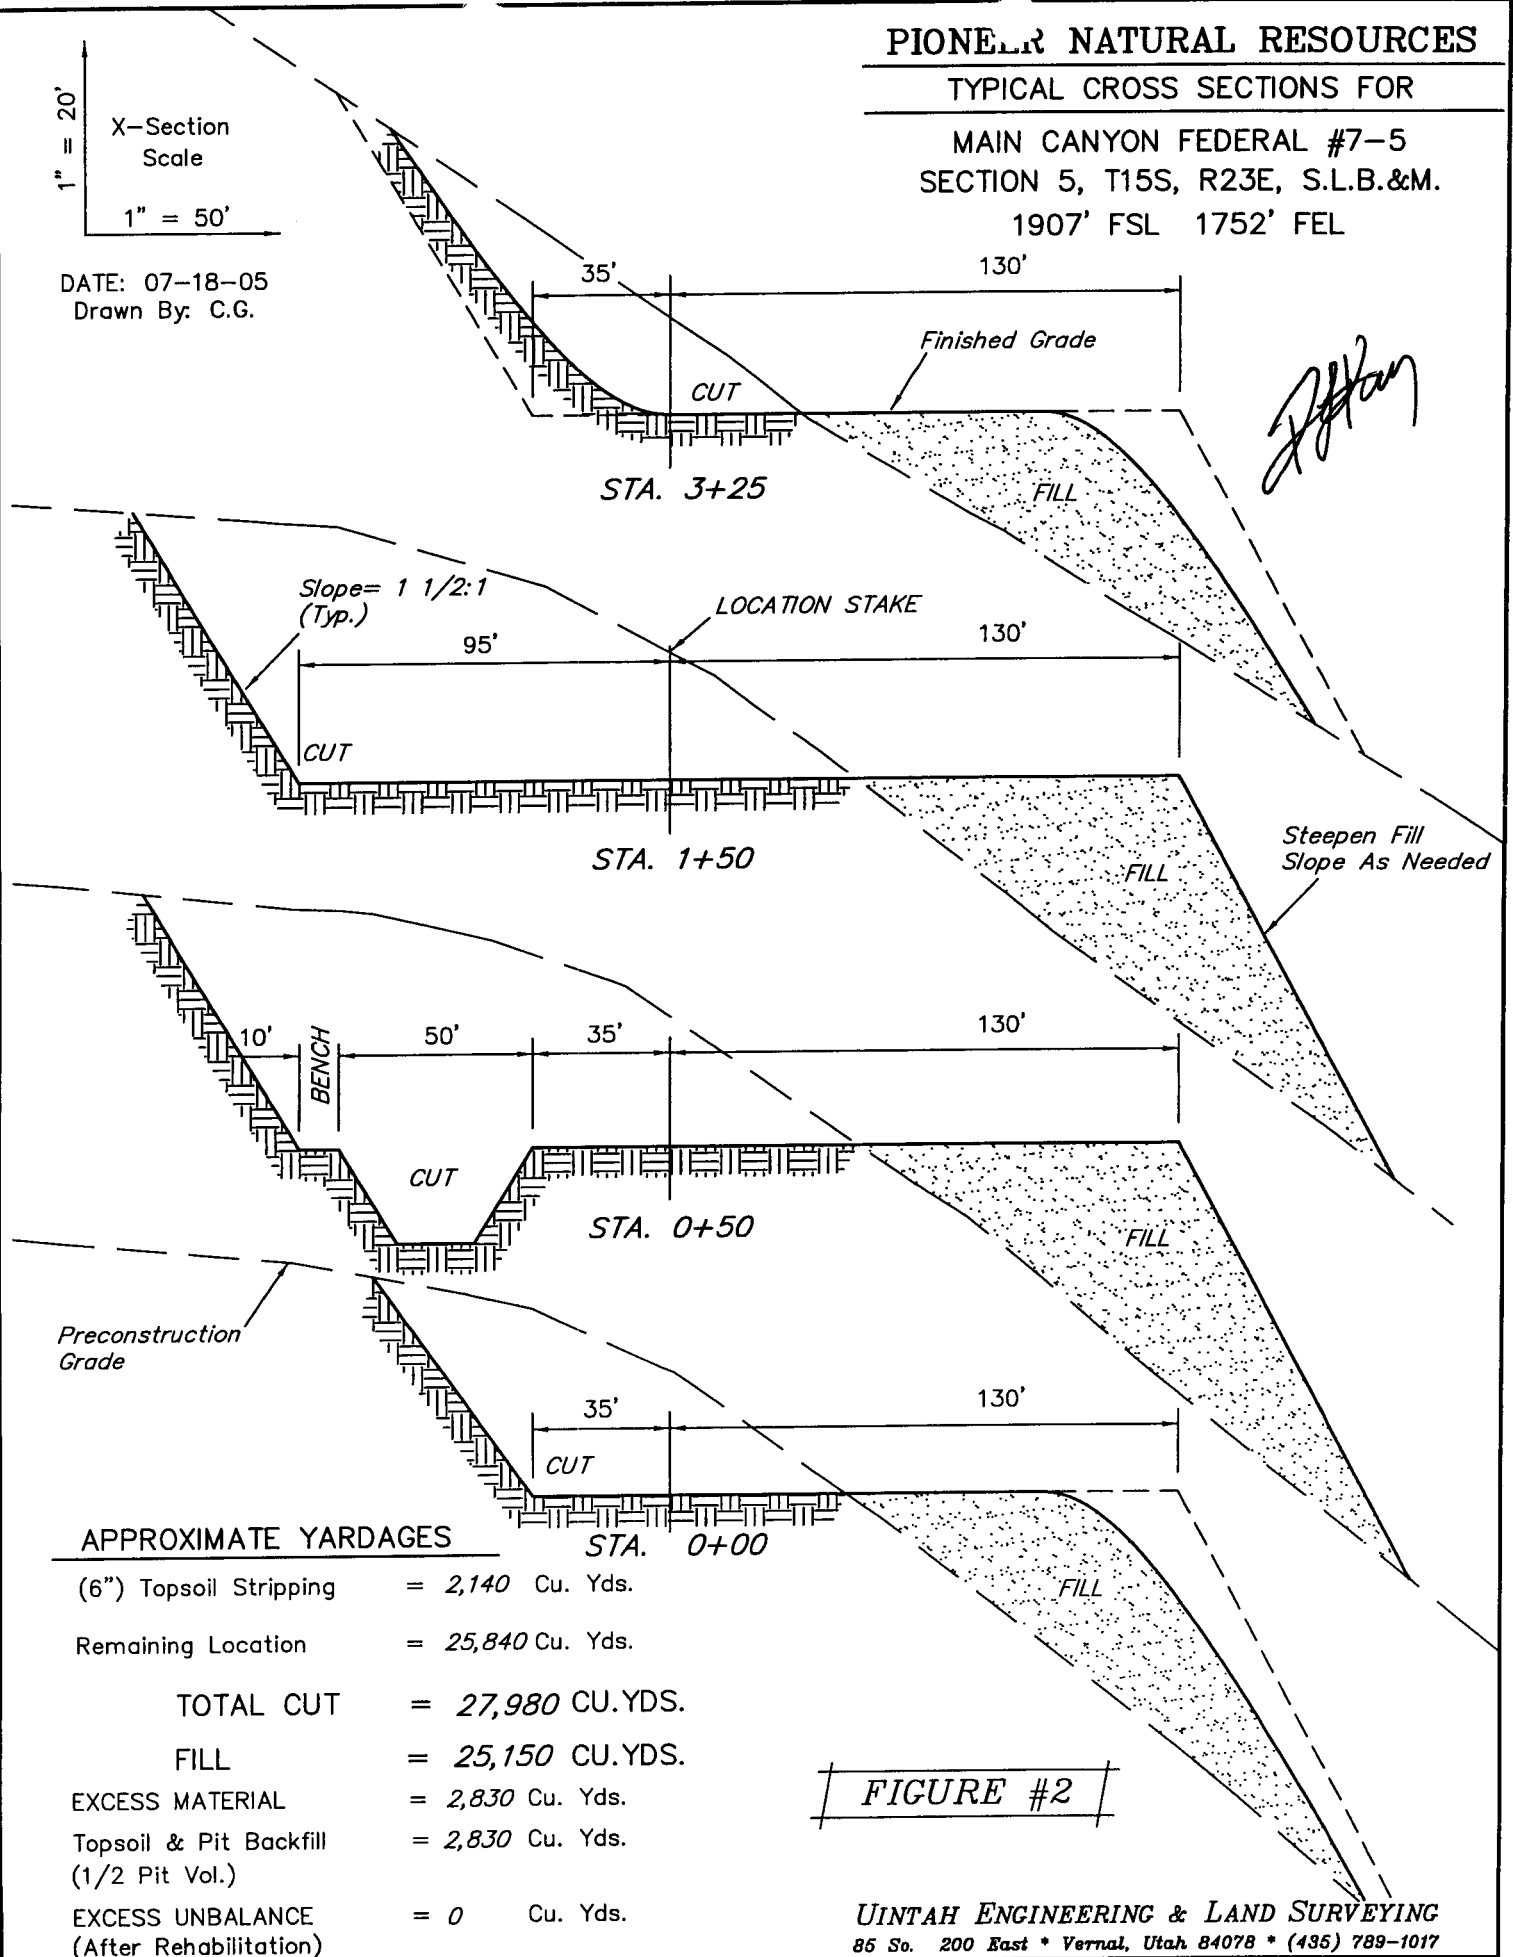 PIONEER NATURAL RESOURCES
TYPICAL CROSS SECTIONS FOR
MAIN CANYON FEDERAL #7-5
SECTION 5, T15S, R23E, S.L.B.&M.
1907' FSL 1752' FEL
1" = 20'
X-Section
Scale
1" = 50'
DATE: 07-18-05
Drawn By: C.G.
35'
130'
Finished Grade
CUT
FILL
STA. 3+25
Slope= 1 1/2:1
(Typ.)
LOCATION STAKE
95'
130'
CUT
STA. 1+50
FILL
Steepen Fill
Slope As Needed
10'
BENCH
50'
35'
130'
CUT
STA. 0+50
FILL
Preconstruction
Grade
35'
130'
CUT
STA. 0+00
FILL
APPROXIMATE YARDAGES
(6") Topsoil Stripping = 2,140 Cu. Yds.
Remaining Location = 25,840 Cu. Yds.
TOTAL CUT = 27,980 CU.YDS.
FILL = 25,150 CU.YDS.
EXCESS MATERIAL = 2,830 Cu. Yds.
Topsoil & Pit Backfill = 2,830 Cu. Yds.
(1/2 Pit Vol.)
EXCESS UNBALANCE = 0 Cu. Yds.
(After Rehabilitation)
FIGURE #2
UINTAH ENGINEERING & LAND SURVEYING
85 So. 200 East * Vernal, Utah 84078 * (435) 789-1017